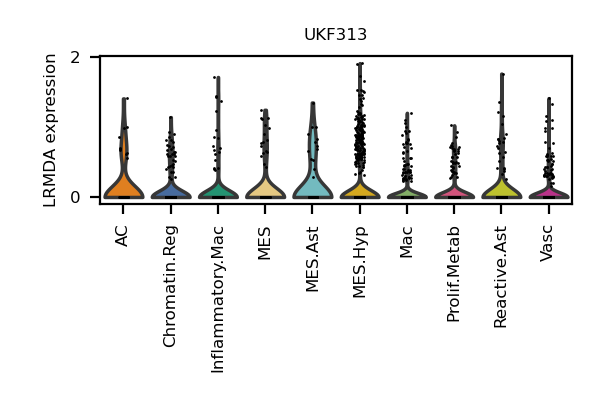 UKF313
LRMDA expression
2
0
AC
Chromatin.Reg
Inflammatory.Mac
MES
MES.Ast
MES.Hyp
Mac
Prolif.Metab
Reactive.Ast
Vasc